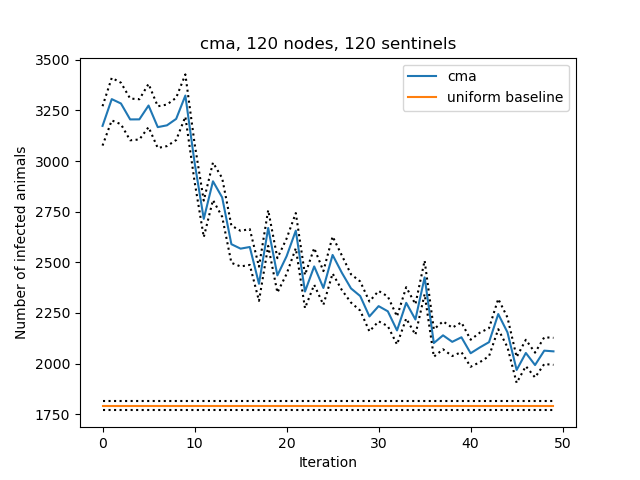 cma, 120 nodes, 120 sentinels
3500
3250
3000
2750
2500
2250
2000
1750
Number of infected animals
cma
uniform baseline
0
10
20
30
40
50
Iteration